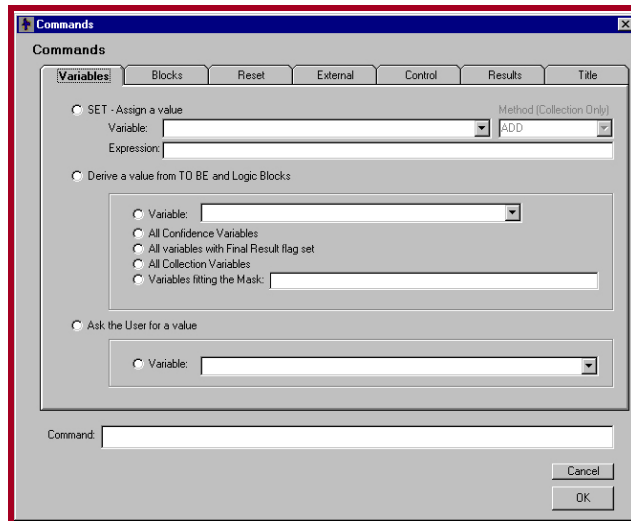 Commands
Commands
Variables Blocks Reset External Control Results Title
SET - Assign a value Method (Collection Only)
Variable: ADD
Expression:
Derive a value from TO BE and Logic Blocks
Variable:
All Confidence Variables
All variables with Final Result flag set
All Collection Variables
Variables fitting the Mask:
Ask the User for a value
Variable:
Command:
Cancel
OK